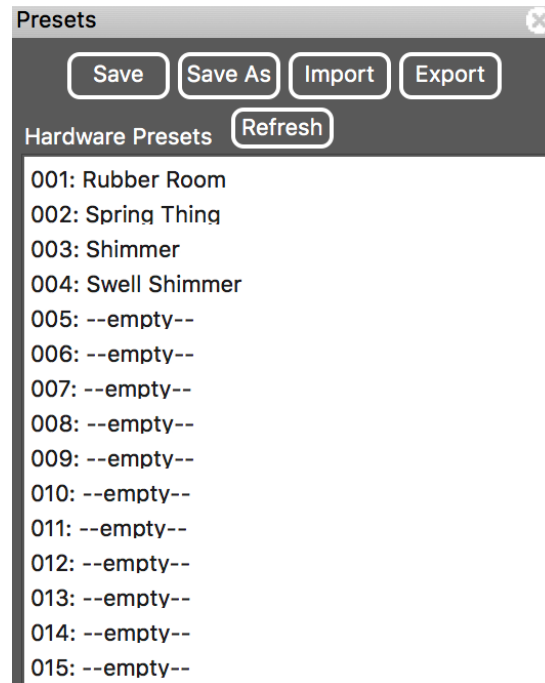 Presets
Save Save As Import Export
Hardware Presets Refresh
001: Rubber Room
002: Spring Thing
003: Shimmer
004: Swell Shimmer
005: --empty--
006: --empty--
007: --empty--
008: --empty--
009: --empty--
010: --empty--
011: --empty--
012: --empty--
013: --empty--
014: --empty--
015: --empty--